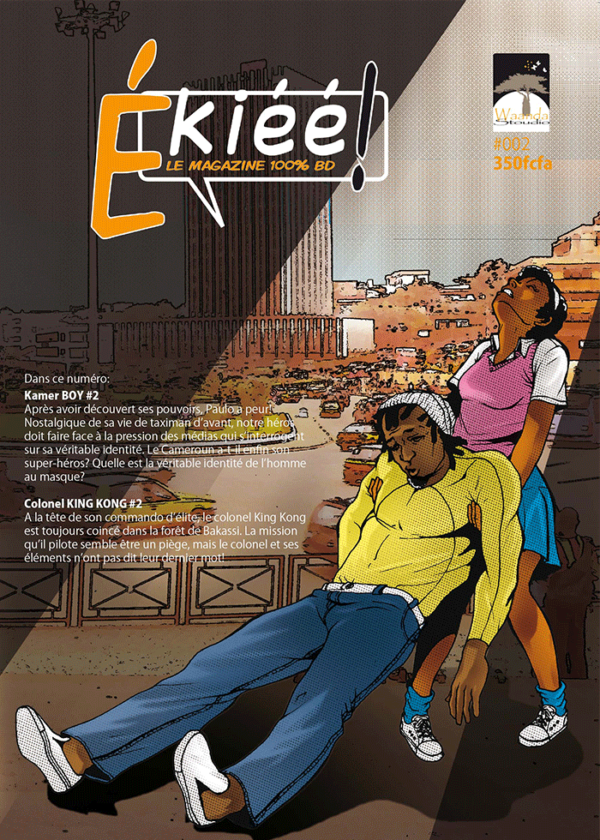 Ékiéé!
LE MAGAZINE 100% BD
Waanda
Stoudio
#002
350fcfa
Dans ce numéro:
Kamer BOY #2
Après avoir découvert ses pouvoirs, Paulo a peur!
Nostalgique de sa vie de taximan d’avant, notre héros
doit faire face à la pression des médias qui s’interrogent
sur sa véritable identité. Le Cameroun a-t-il enfin son
super-héros? Quelle est la véritable identité de l’homme
au masque?
Colonel KING KONG #2
A la tête de son commando d’élite, le colonel King Kong
est toujours coincé dans la forêt de Bakassi. La mission
qu’il pilote semble être un piège, mais le colonel et ses
éléments n’ont pas dit leur dernier mot!